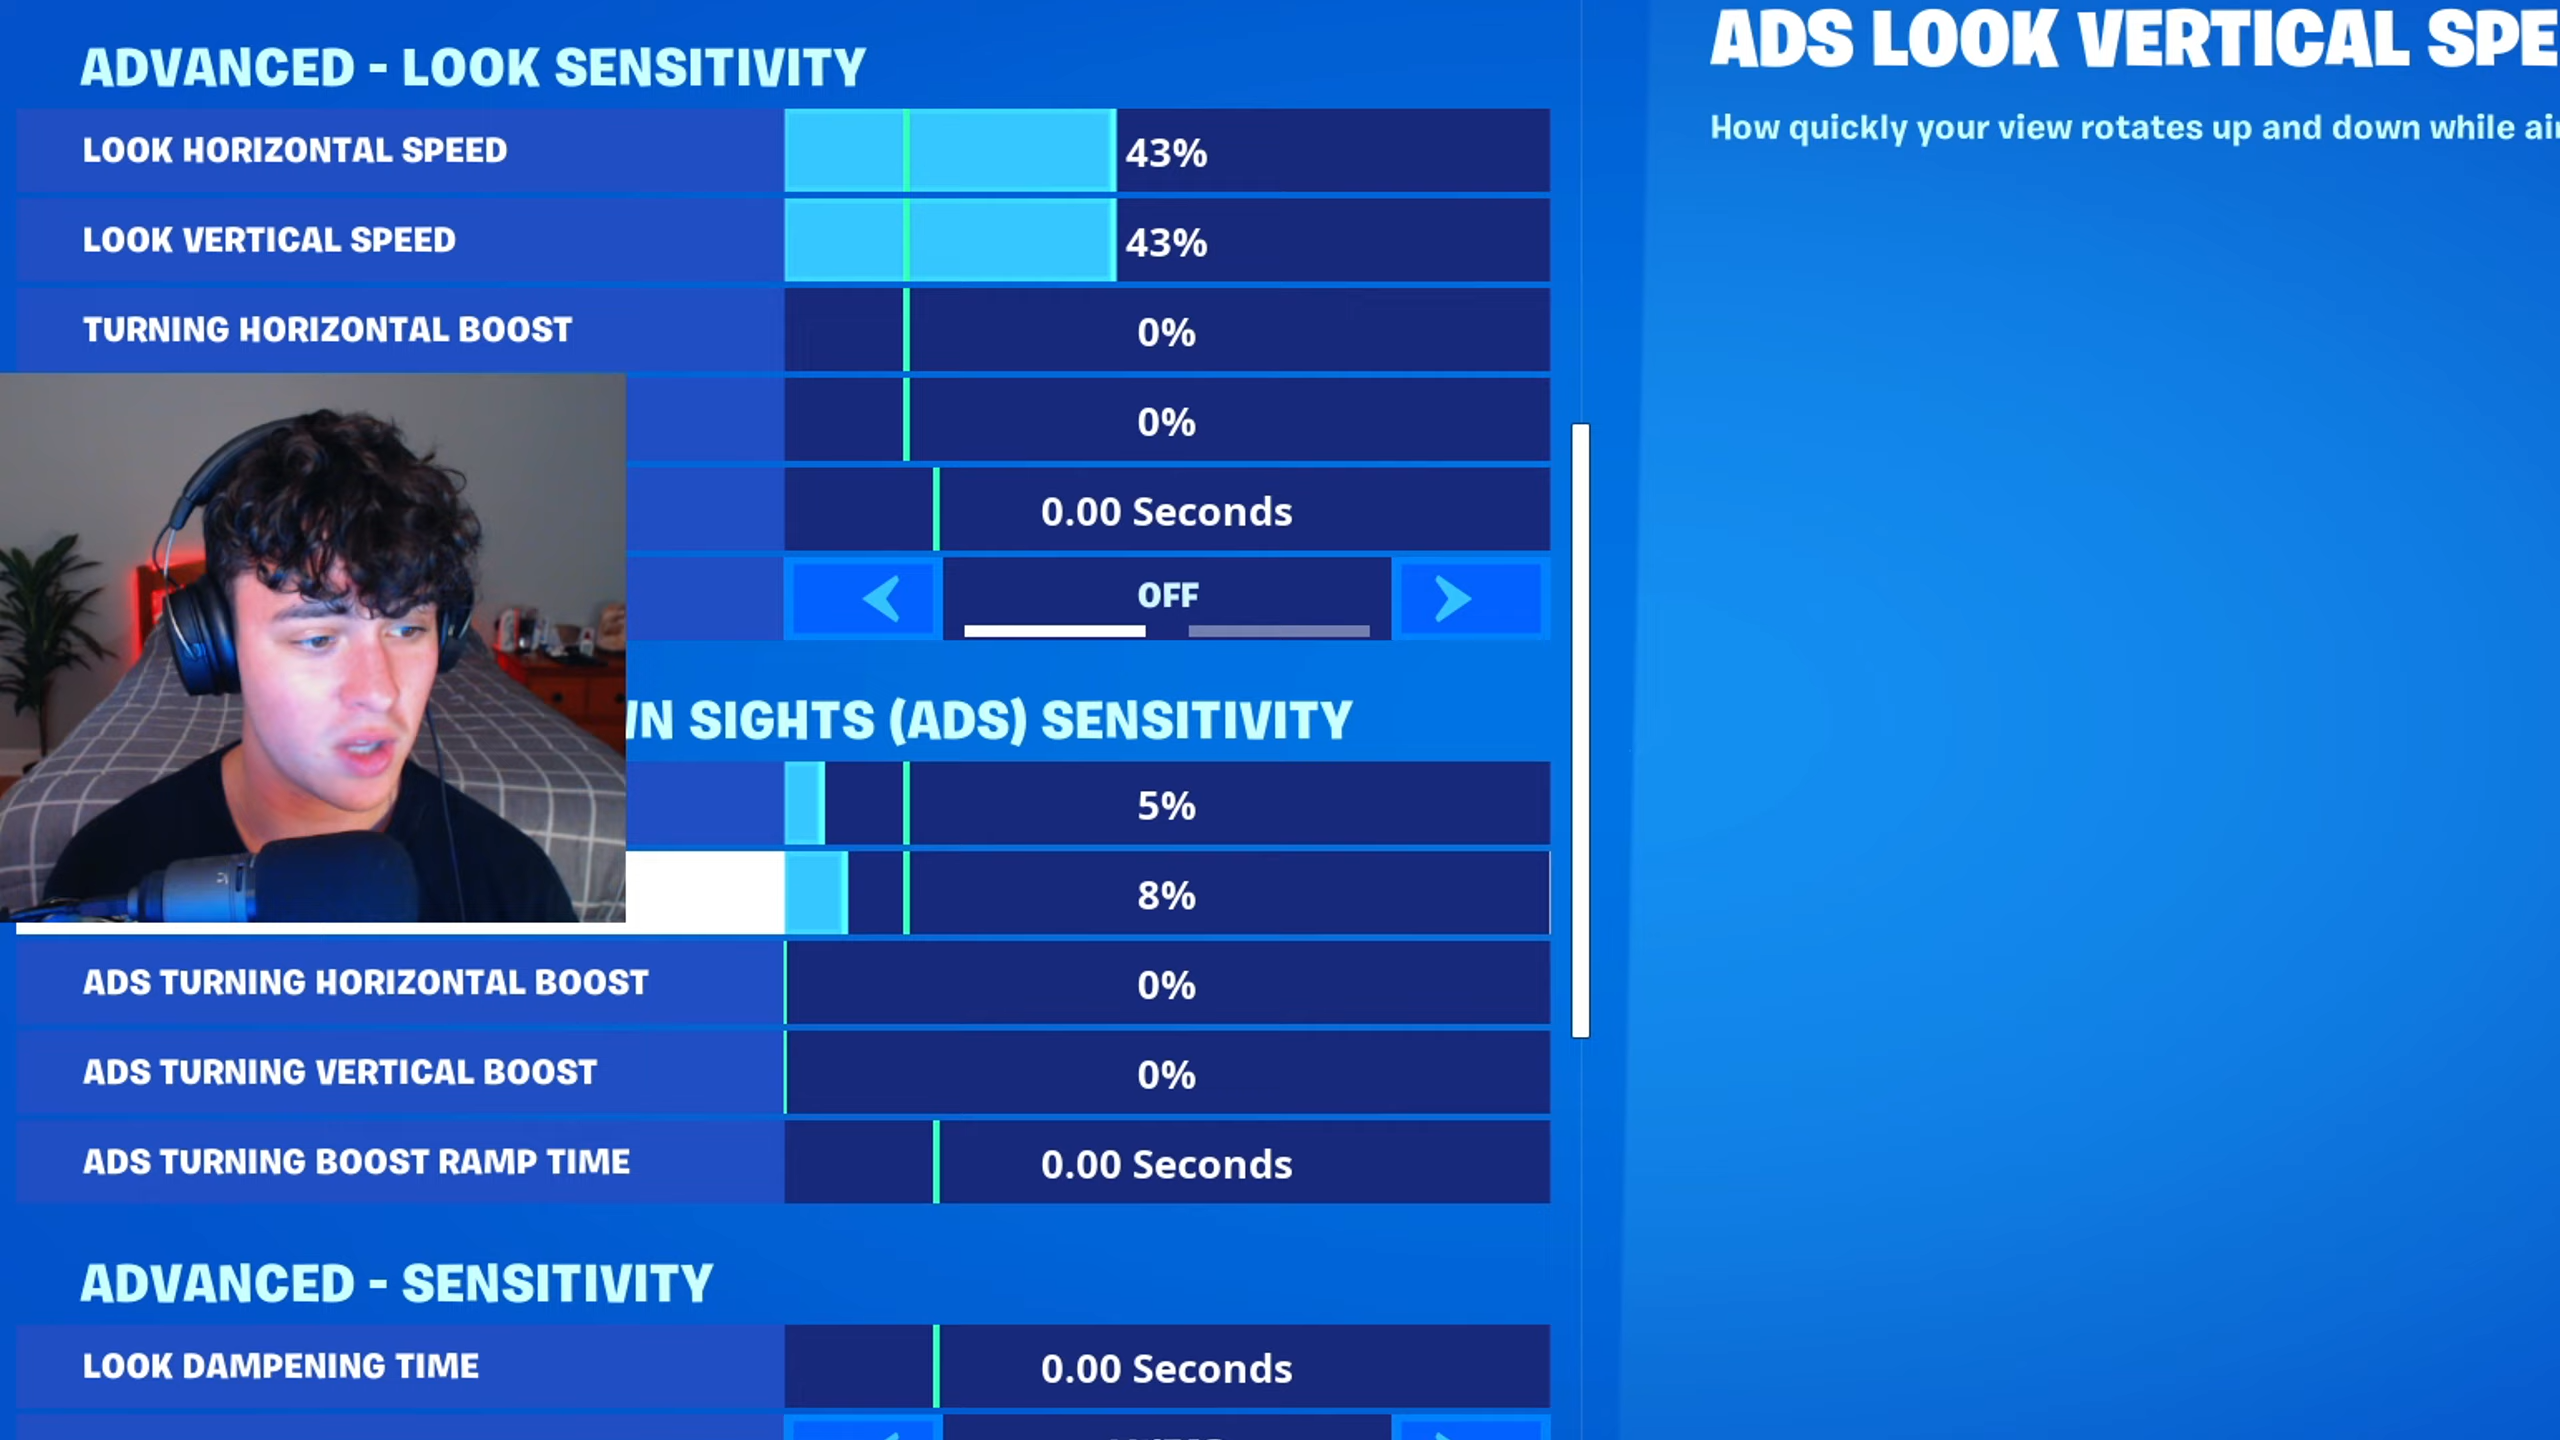 ADVANCED - LOOK SENSITIVITY
LOOK HORIZONTAL SPEED 43%
LOOK VERTICAL SPEED 43%
TURNING HORIZONTAL BOOST 0%
0%
0.00 Seconds
OFF
SIGHTS (ADS) SENSITIVITY
5%
8%
ADS TURNING HORIZONTAL BOOST 0%
ADS TURNING VERTICAL BOOST 0%
ADS TURNING BOOST RAMP TIME 0.00 Seconds
ADVANCED - SENSITIVITY
LOOK DAMPENING TIME 0.00 Seconds
ADS LOOK VERTICAL SPE
How quickly your view rotates up and down while ai